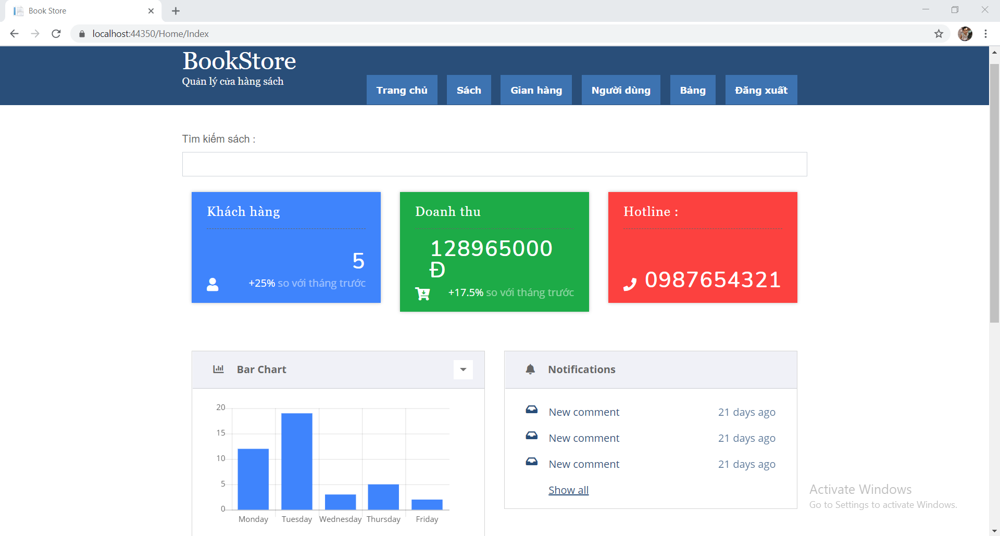 Book Store
localhost:44350/Home/Index
BookStore
Quản lý cửa hàng sách
Trang chủ Sách Gian hàng Người dùng Bảng Đăng xuất
Tìm kiếm sách :
Khách hàng
5
+25% so với tháng trước
Doanh thu
128965000
Đ
+17.5% so với tháng trước
Hotline :
0987654321
Bar Chart
20
15
10
5
0
Monday Tuesday Wednesday Thursday Friday
Notifications
New comment 21 days ago
New comment 21 days ago
New comment 21 days ago
Show all
Activate Windows
Go to Settings to activate Windows.